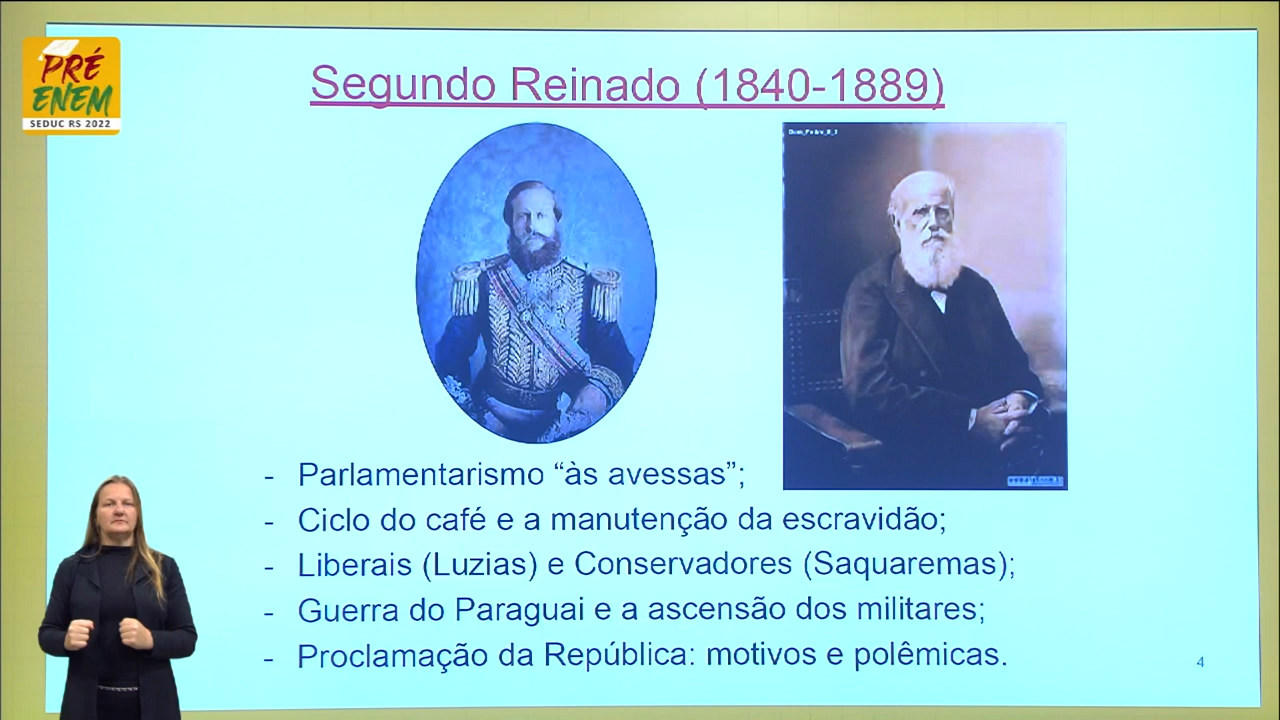 PRÉ
ENEM
SEDUC RS 2022
Segundo Reinado (1840-1889)
- Parlamentarismo “às avessas”;
- Ciclo do café e a manutenção da escravidão;
- Liberais (Luzias) e Conservadores (Saquaremas);
- Guerra do Paraguai e a ascensão dos militares;
- Proclamação da República: motivos e polêmicas.
4